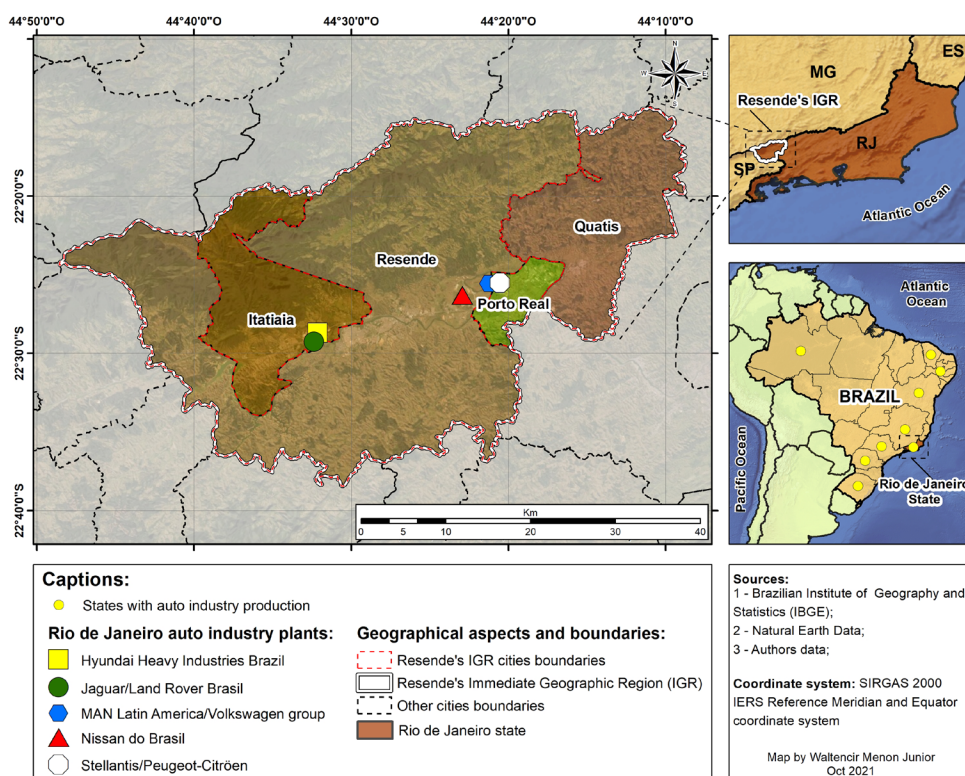 44°50'0"W
44°40'0"W
44°30'0"W
44°20'0"W
44°10'0"W
22°20'0"S
22°30'0"S
22°40'0"S
N
W
E
S
Quatis
Resende
Porto Real
Itatiaia
Km
0 5 10 20 30 40
ES
MG
Resende's IGR
RJ
SP
Atlantic Ocean
Atlantic
Ocean
BRAZIL
Pacific Ocean
Rio de Janeiro
State
Captions:
States with auto industry production
Rio de Janeiro auto industry plants:
Hyundai Heavy Industries Brazil
Jaguar/Land Rover Brasil
MAN Latin America/Volkswagen group
Nissan do Brasil
Stellantis/Peugeot-Citröen
Geographical aspects and boundaries:
Resende's IGR cities boundaries
Resende's Immediate Geographic Region (IGR)
Other cities boundaries
Rio de Janeiro state
Sources:
1 - Brazilian Institute of Geography and
Statistics (IBGE);
2 - Natural Earth Data;
3 - Authors data;
Coordinate system: SIRGAS 2000
IERS Reference Meridian and Equator
coordinate system
Map by Waltencir Menon Junior
Oct 2021